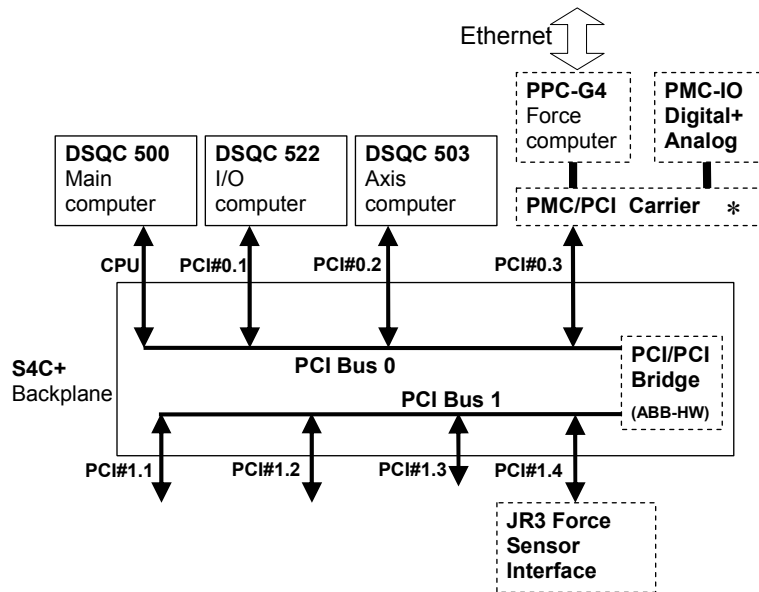 Ethernet
PPC-G4
Force
computer
PMC-IO
Digital+
Analog
DSQC 500
Main
computer
DSQC 522
I/O
computer
DSQC 503
Axis
computer
PMC/PCI Carrier *
CPU
PCI#0.1
PCI#0.2
PCI#0.3
S4C+
Backplane
PCI Bus 0
PCI/PCI
Bridge
(ABB-HW)
PCI Bus 1
PCI#1.1
PCI#1.2
PCI#1.3
PCI#1.4
JR3 Force
Sensor
Interface